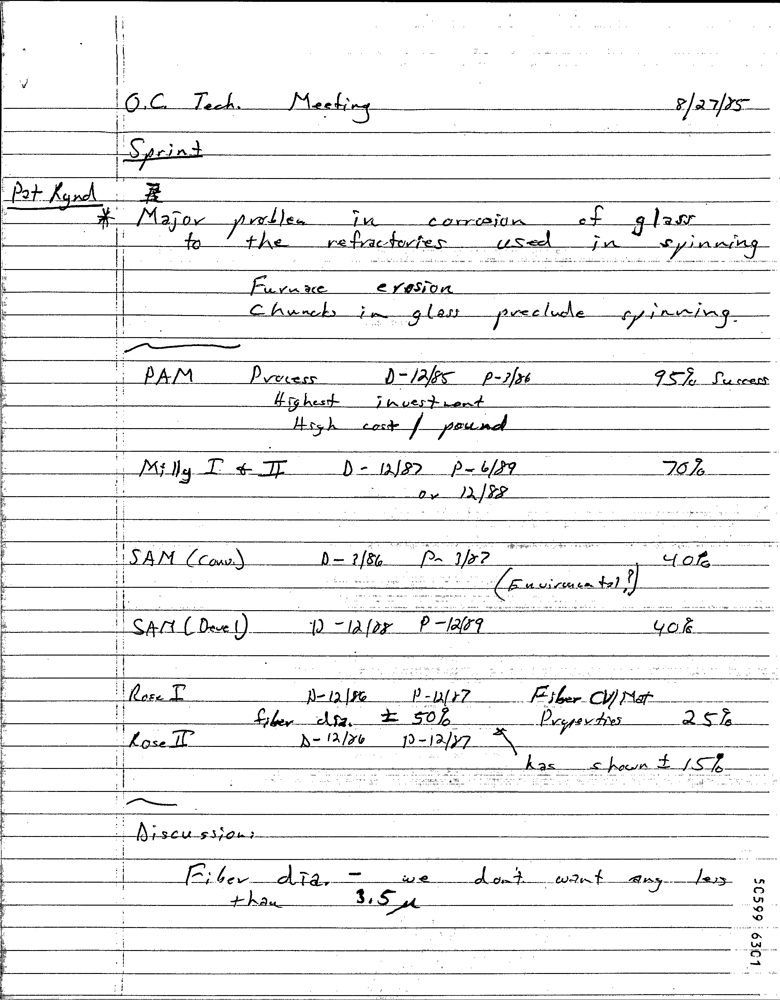 O.C. Tech. Meeting 8/27/85
Sprint
Pat Rynd
* Major problem in corrosion of glass
to the refractories used in spinning
Furnace erosion
Chuncks in glass preclude spinning.
PAM Process D-12/85 P-3/86 95% Success
Highest investment
High cost / pound
Milly I & II D - 12/87 P-6/89 70%
or 12/88
SAM (Conv.) D - 3/86 P- 3/87 40%
(Environmental?)
SAM (Devel) D -12/88 P -12/89 40%
Rose I D-12/86 P-12/87 Fiber CV/Mat
fiber dia. ± 50% Properties 25%
Rose II D-12/86 P-12/87
has shown ± 15%
Discussion:
Fiber dia. - we don't want any less
than 3.5 μ
50599 6301